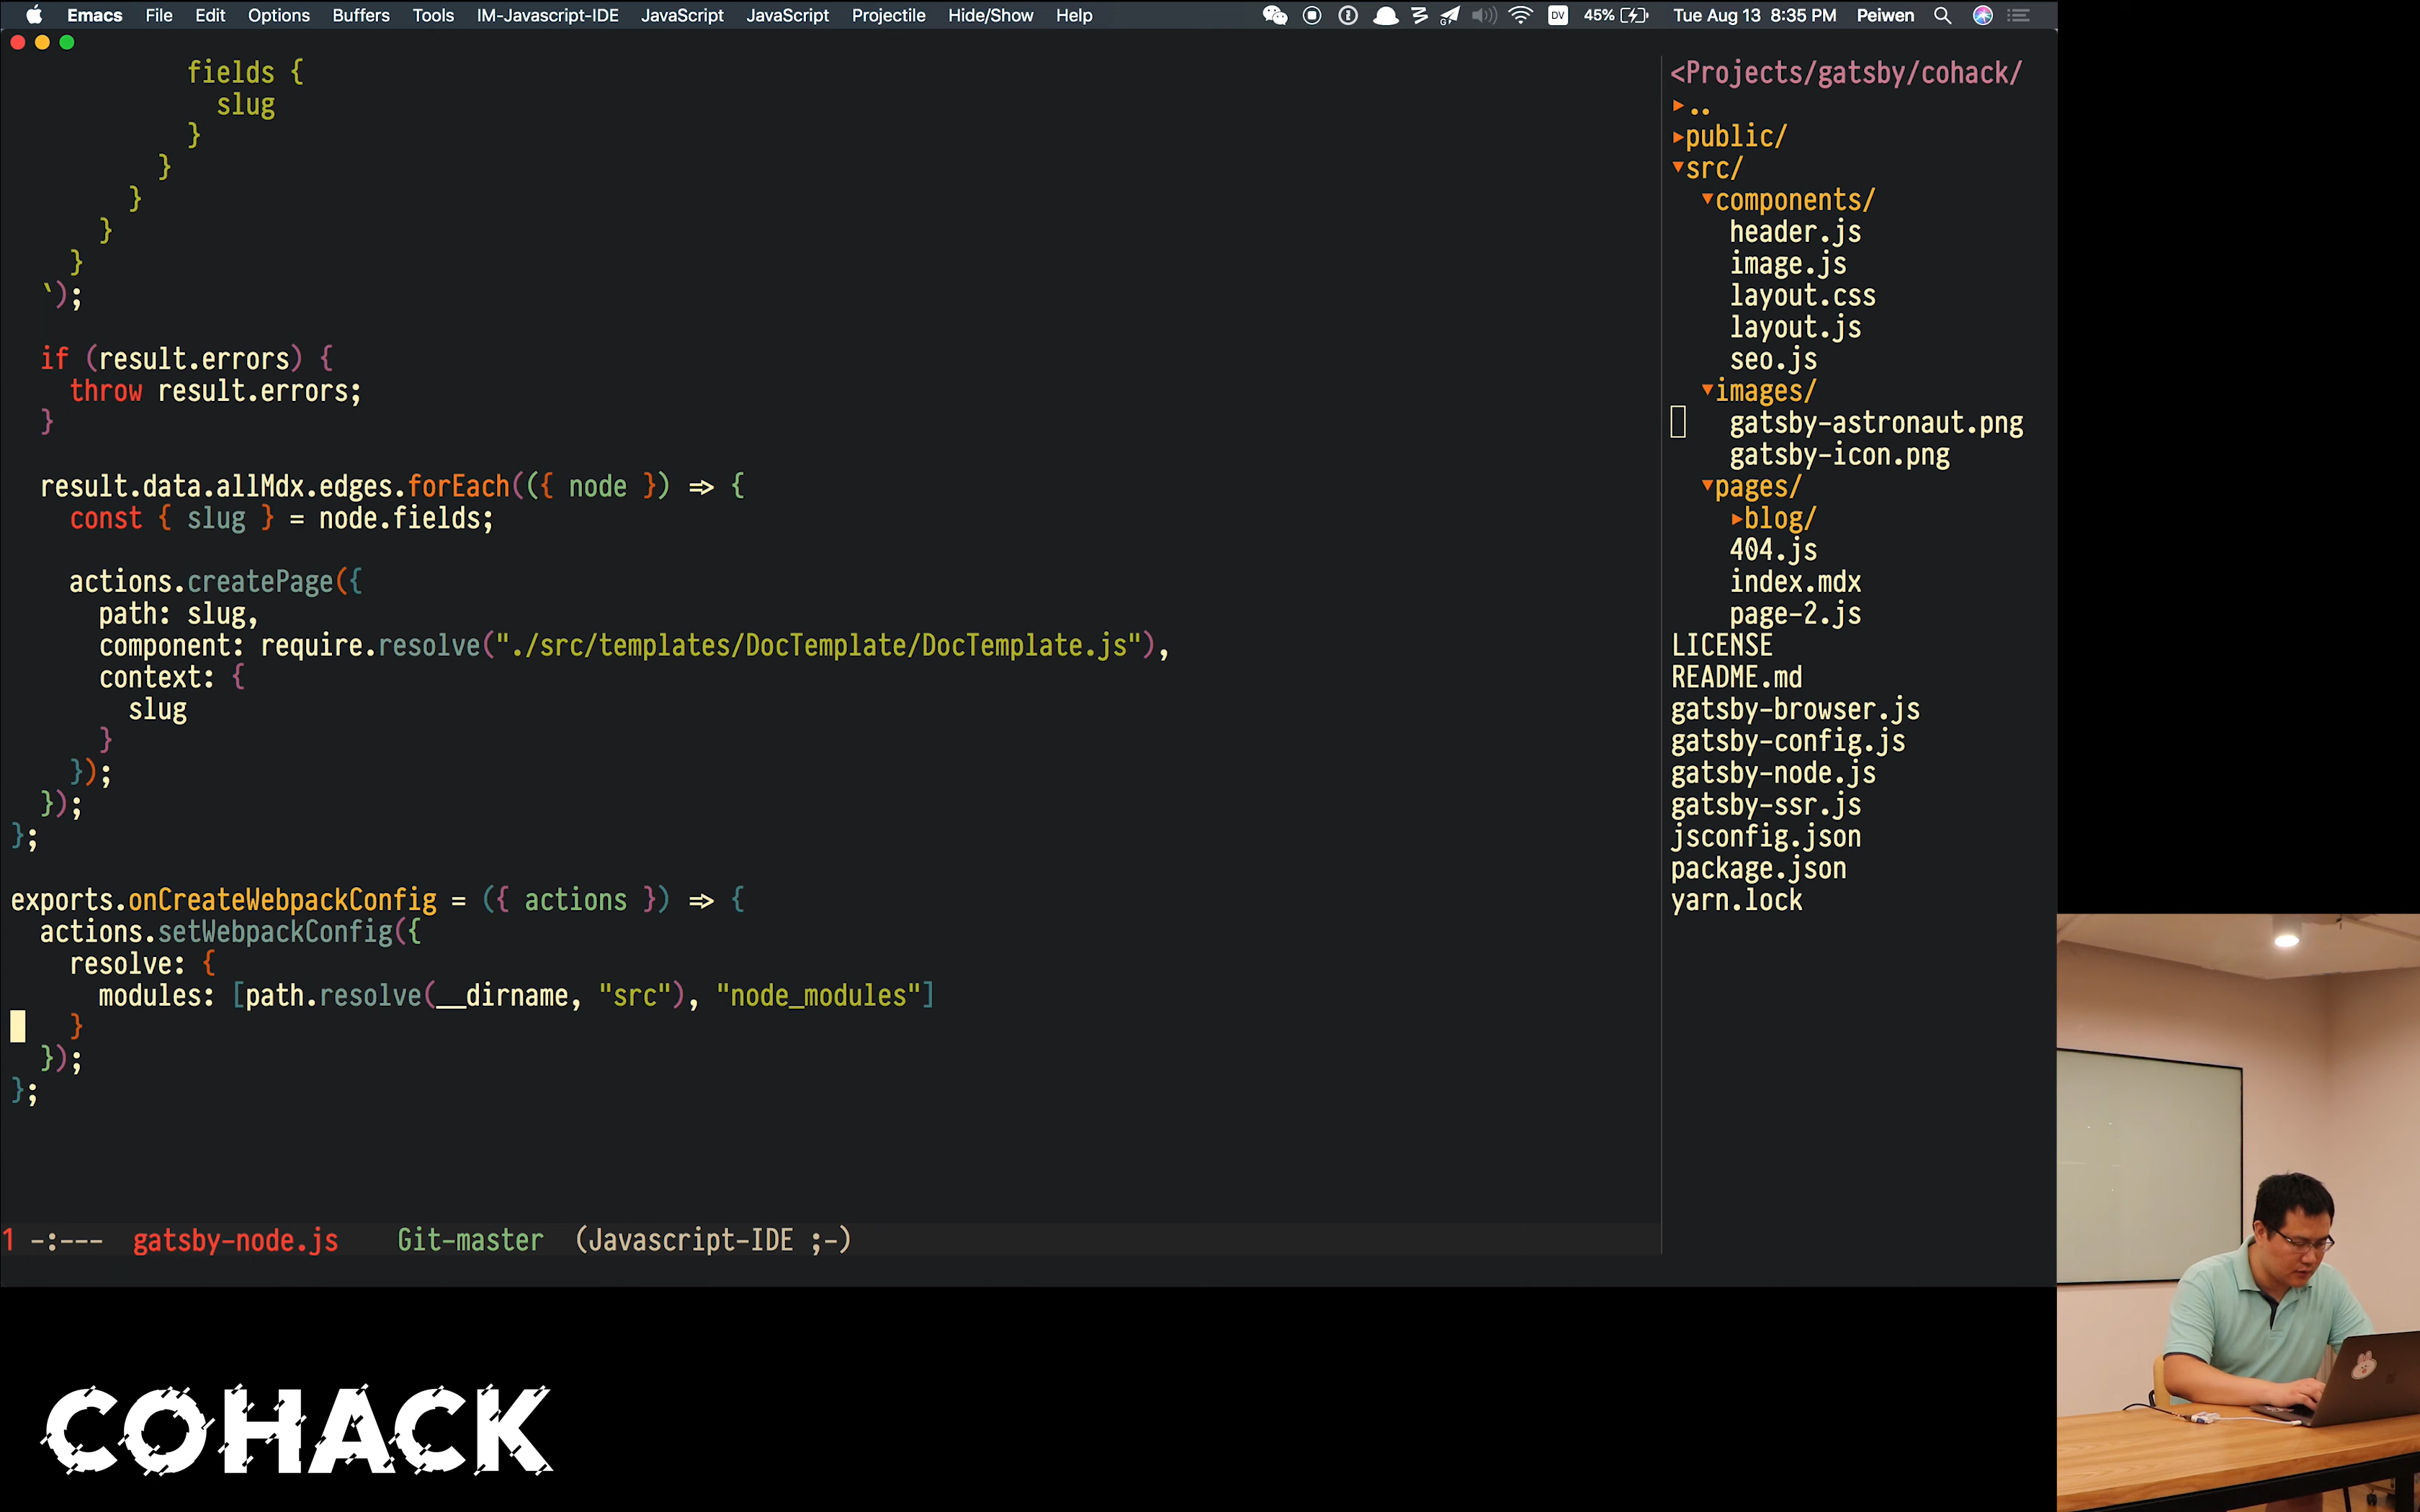 Emacs File Edit Options Buffers Tools IM-Javascript-IDE JavaScript JavaScript Projectile Hide/Show Help DV 45% Tue Aug 13 8:35 PM Peiwen
fields {
slug
}
}
}
}
}
`);
if (result.errors) {
throw result.errors;
}
result.data.allMdx.edges.forEach(({ node }) => {
const { slug } = node.fields;
actions.createPage({
path: slug,
component: require.resolve("./src/templates/DocTemplate/DocTemplate.js"),
context: {
slug
}
});
});
};
exports.onCreateWebpackConfig = ({ actions }) => {
actions.setWebpackConfig({
resolve: {
modules: [path.resolve(__dirname, "src"), "node_modules"]
}
});
};
1 -:--- gatsby-node.js Git-master (Javascript-IDE ;-)
<Projects/gatsby/cohack/
..
public/
src/
components/
header.js
image.js
layout.css
layout.js
seo.js
images/
gatsby-astronaut.png
gatsby-icon.png
pages/
blog/
404.js
index.mdx
page-2.js
LICENSE
README.md
gatsby-browser.js
gatsby-config.js
gatsby-node.js
gatsby-ssr.js
jsconfig.json
package.json
yarn.lock
COHACK